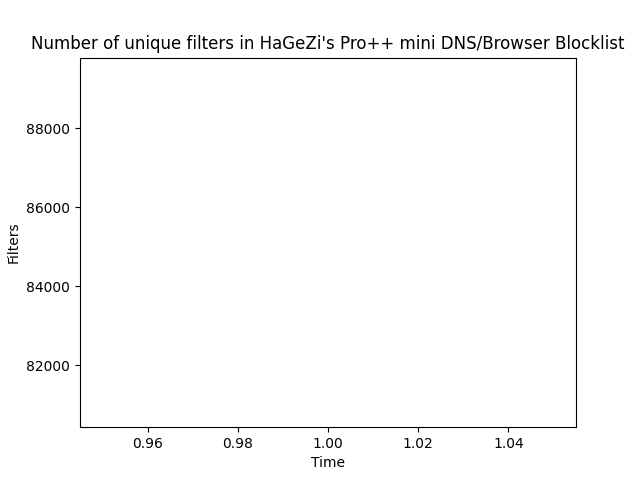 Number of unique filters in HaGeZi's Pro++ mini DNS/Browser Blocklist
88000
86000
84000
82000
Filters
0.96 0.98 1.00 1.02 1.04
Time